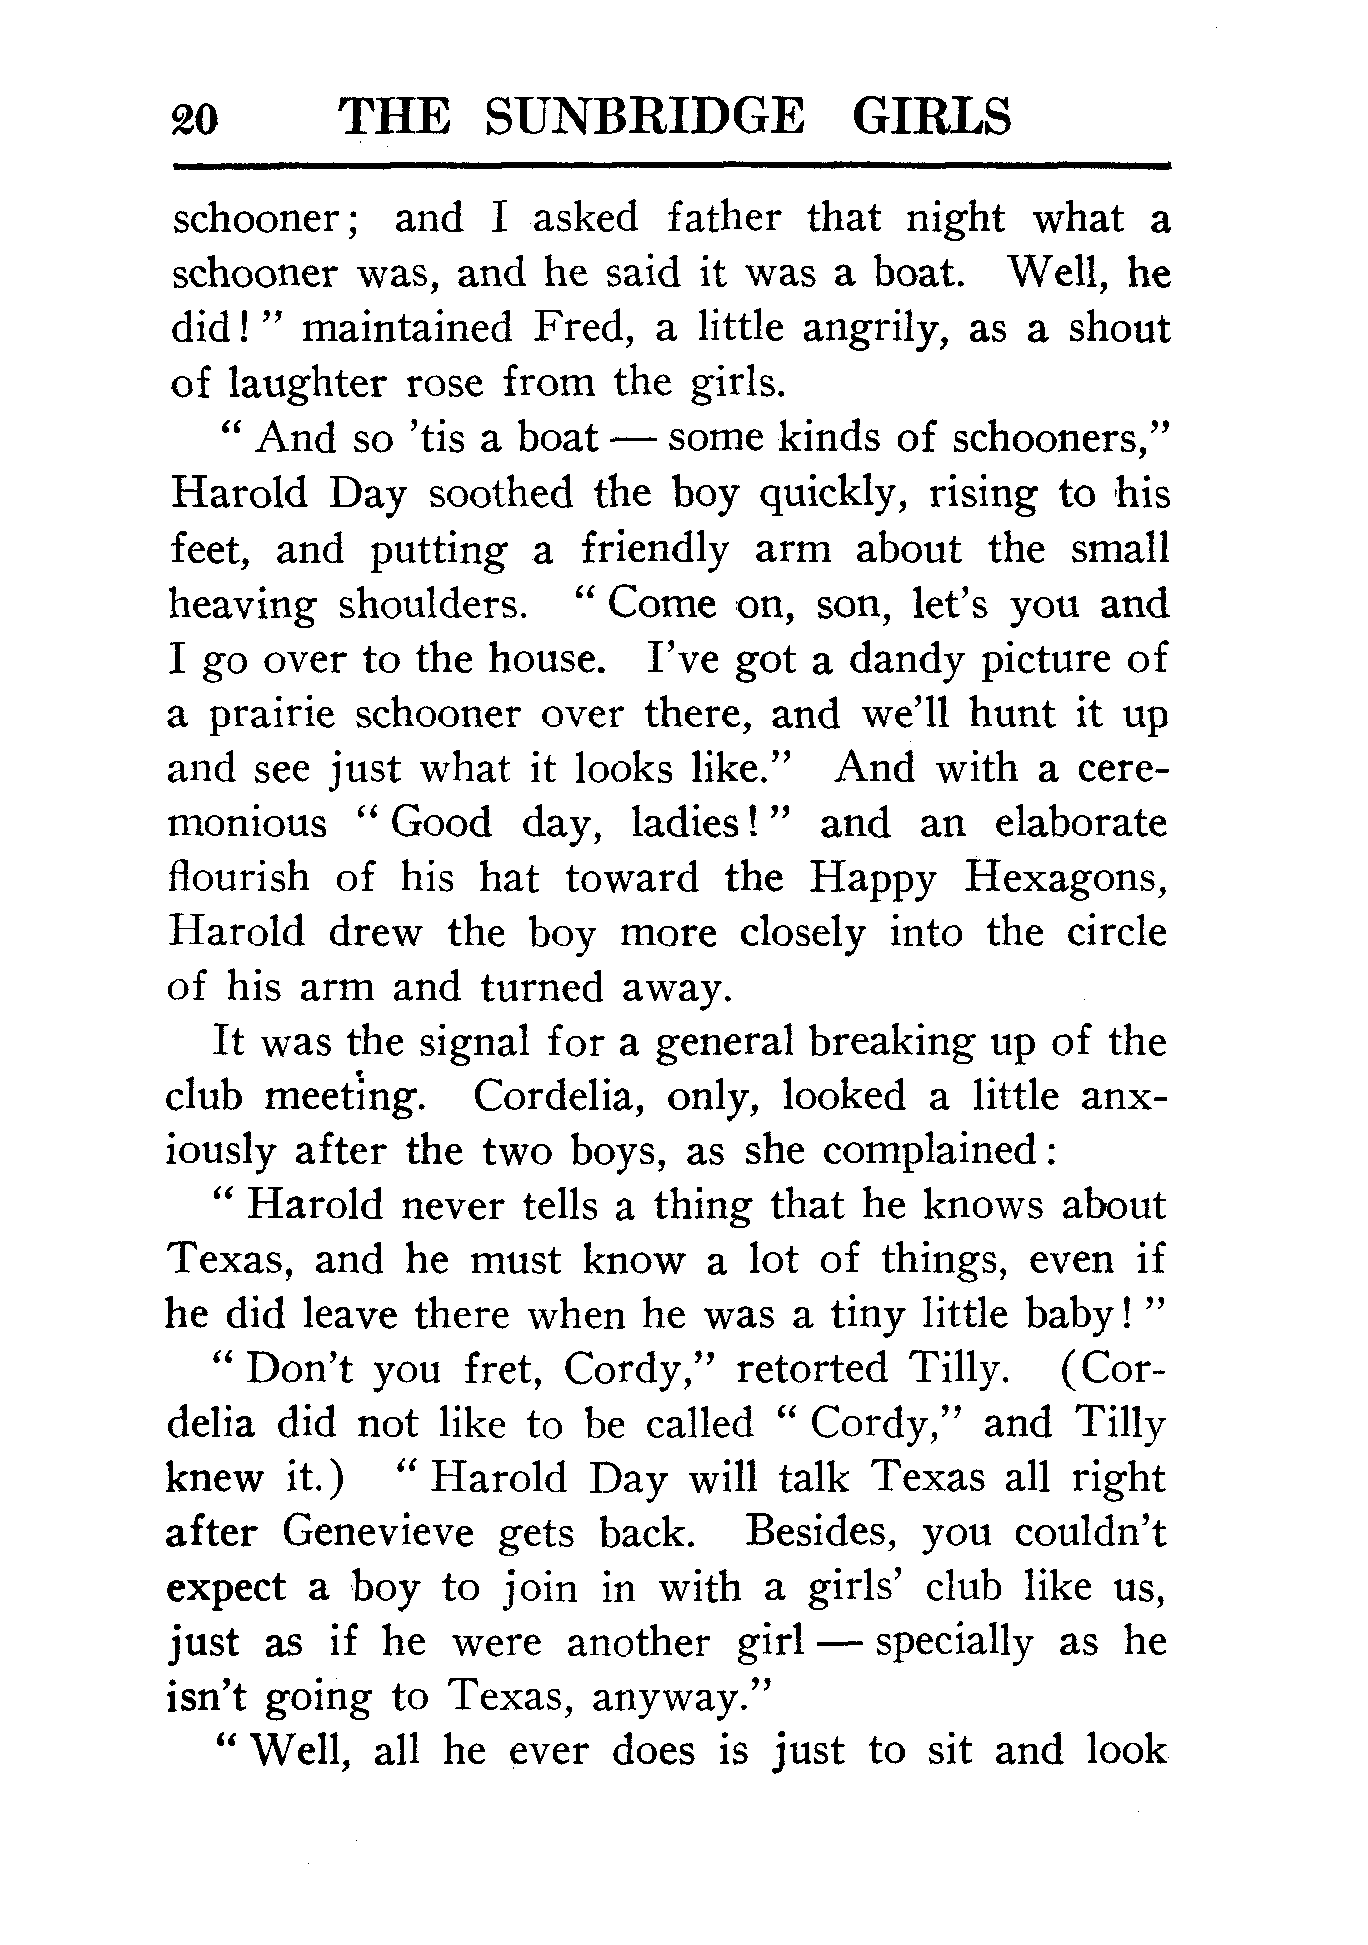 20 THE SUNBRIDGE GIRLS
schooner; and I asked father that night what a
schooner was, and he said it was a boat. Well, he
did!" maintained Fred, a little angrily, as a shout
of laughter rose from the girls.
"And so 'tis a boat — some kinds of schooners,"
Harold Day soothed the boy quickly, rising to his
feet, and putting a friendly arm about the small
heaving shoulders. "Come on, son, let's you and
I go over to the house. I've got a dandy picture of
a prairie schooner over there, and we'll hunt it up
and see just what it looks like." And with a cere-
monious "Good day, ladies!" and an elaborate
flourish of his hat toward the Happy Hexagons,
Harold drew the boy more closely into the circle
of his arm and turned away.
It was the signal for a general breaking up of the
club meeting. Cordelia, only, looked a little anx-
iously after the two boys, as she complained:
"Harold never tells a thing that he knows about
Texas, and he must know a lot of things, even if
he did leave there when he was a tiny little baby!"
"Don't you fret, Cordy," retorted Tilly. (Cor-
delia did not like to be called "Cordy," and Tilly
knew it.) "Harold Day will talk Texas all right
after Genevieve gets back. Besides, you couldn't
expect a boy to join in with a girls' club like us,
just as if he were another girl — specially as he
isn't going to Texas, anyway."
"Well, all he ever does is just to sit and look